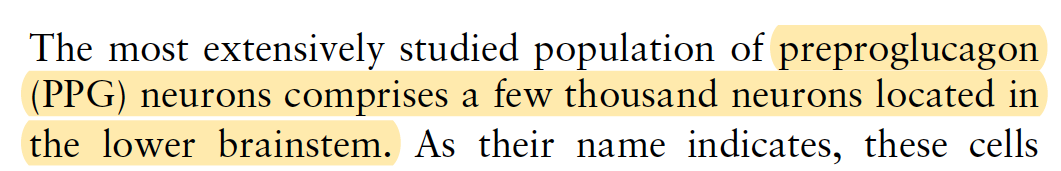 The most extensively studied population of preproglucagon
(PPG) neurons comprises a few thousand neurons located in
the lower brainstem. As their name indicates, these cells